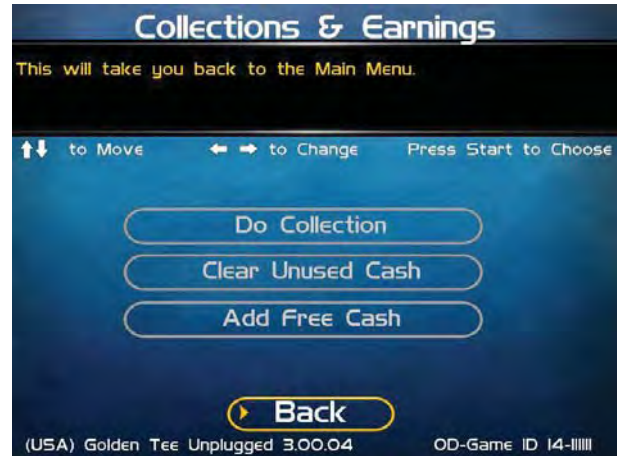 Collections & Earnings
This will take you back to the Main Menu.
to Move to Change Press Start to Choose
Do Collection
Clear Unused Cash
Add Free Cash
Back
(USA) Golden Tee Unplugged 3.00.04 OD-Game ID 14-111111